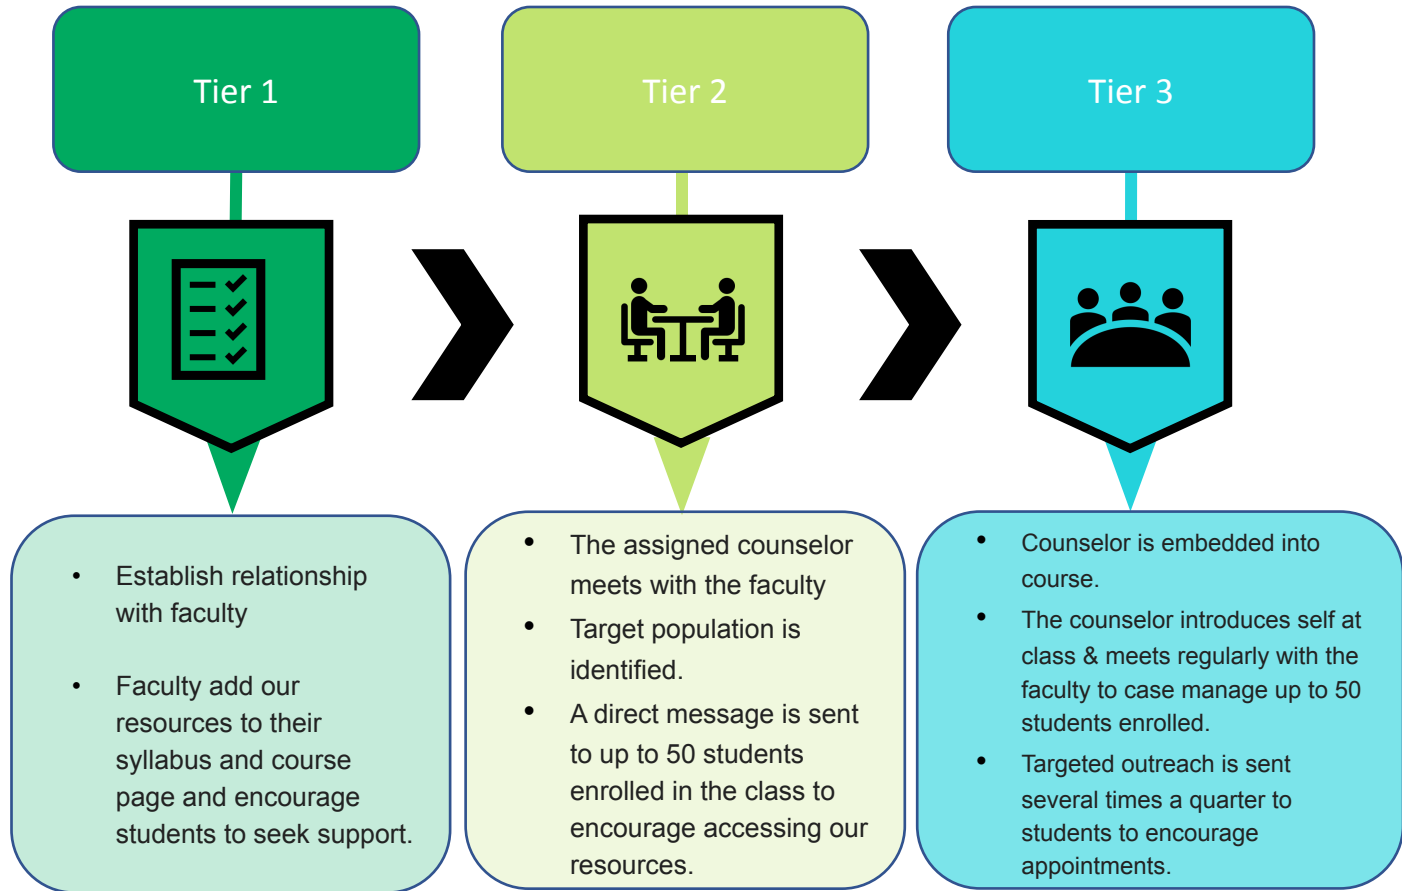 Tier 1
Tier 2
Tier 3
• Establish relationship
with faculty
• Faculty add our
resources to their
syllabus and course
page and encourage
students to seek support.
• The assigned counselor
meets with the faculty
• Target population is
identified.
• A direct message is sent
to up to 50 students
enrolled in the class to
encourage accessing our
resources.
• Counselor is embedded into
course.
• The counselor introduces self at
class & meets regularly with the
faculty to case manage up to 50
students enrolled.
• Targeted outreach is sent
several times a quarter to
students to encourage
appointments.